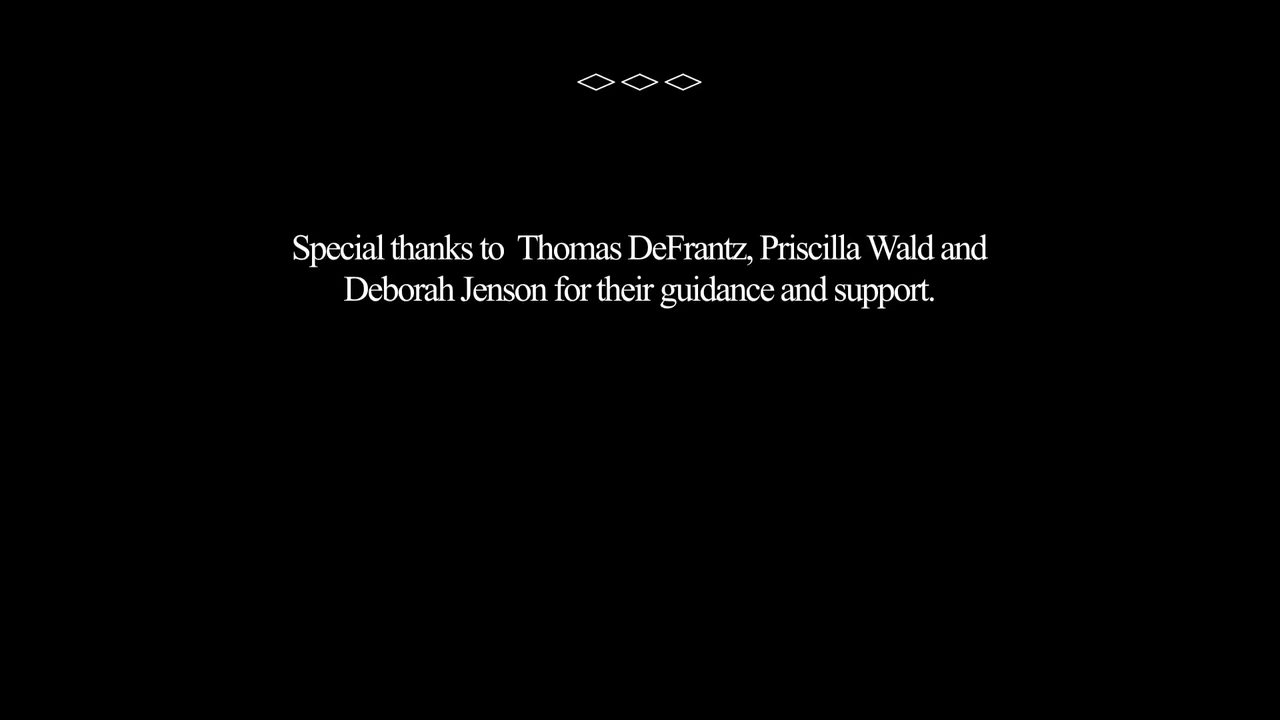 Special thanks to  Thomas DeFrantz, Priscilla Wald and
Deborah Jenson for their guidance and support.